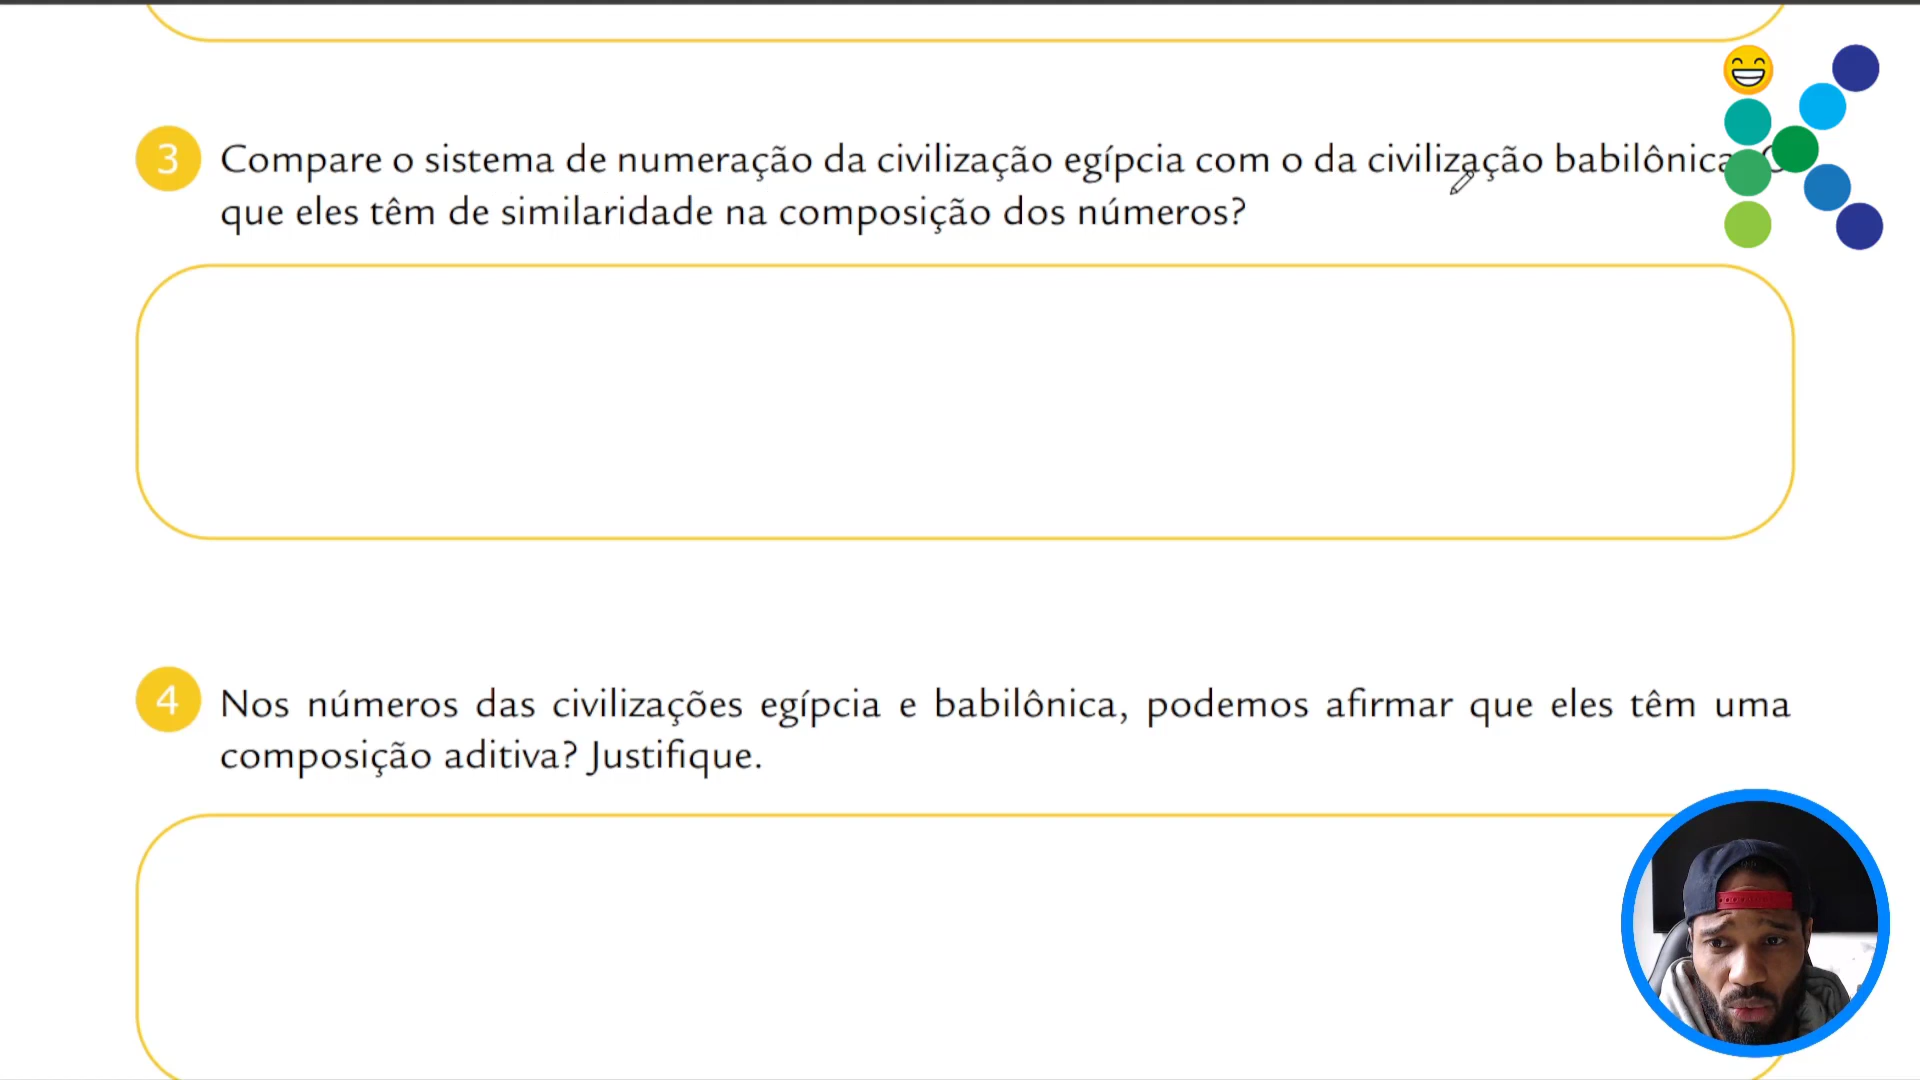 3 Compare o sistema de numeração da civilização egípcia com o da civilização babilônica
que eles têm de similaridade na composição dos números?
4 Nos números das civilizações egípcia e babilônica, podemos afirmar que eles têm uma
composição aditiva? Justifique.